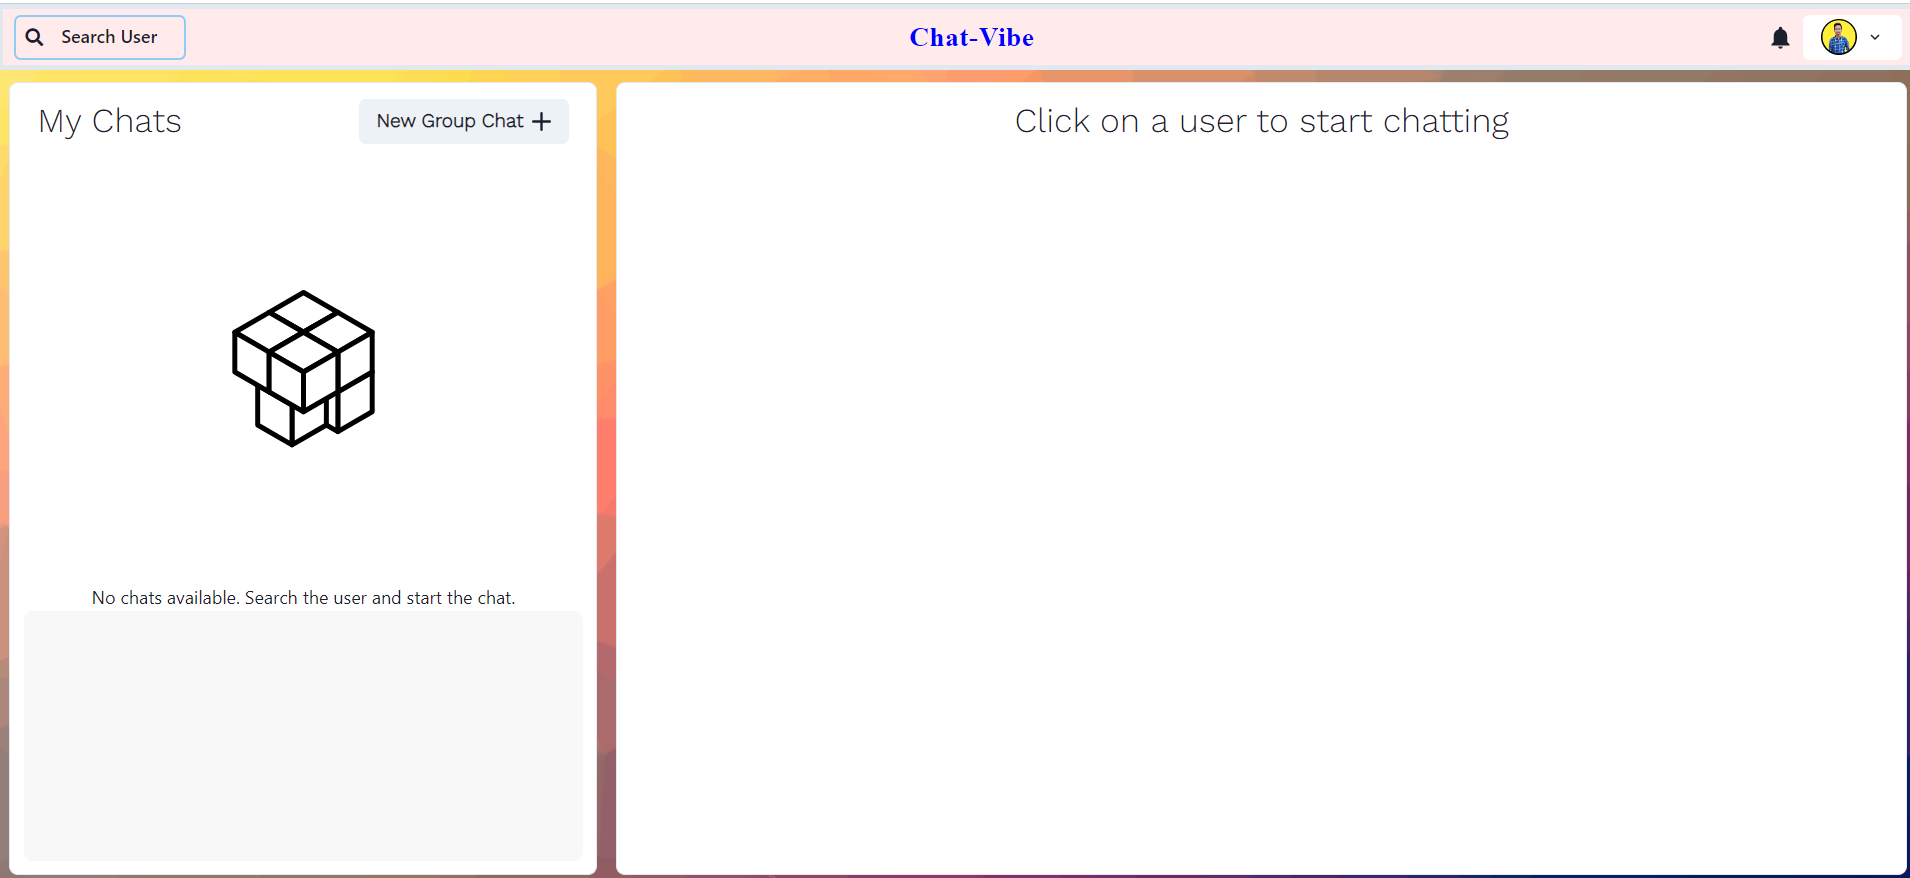 Search User
Chat-Vibe
My Chats
New Group Chat
Click on a user to start chatting
No chats available. Search the user and start the chat.